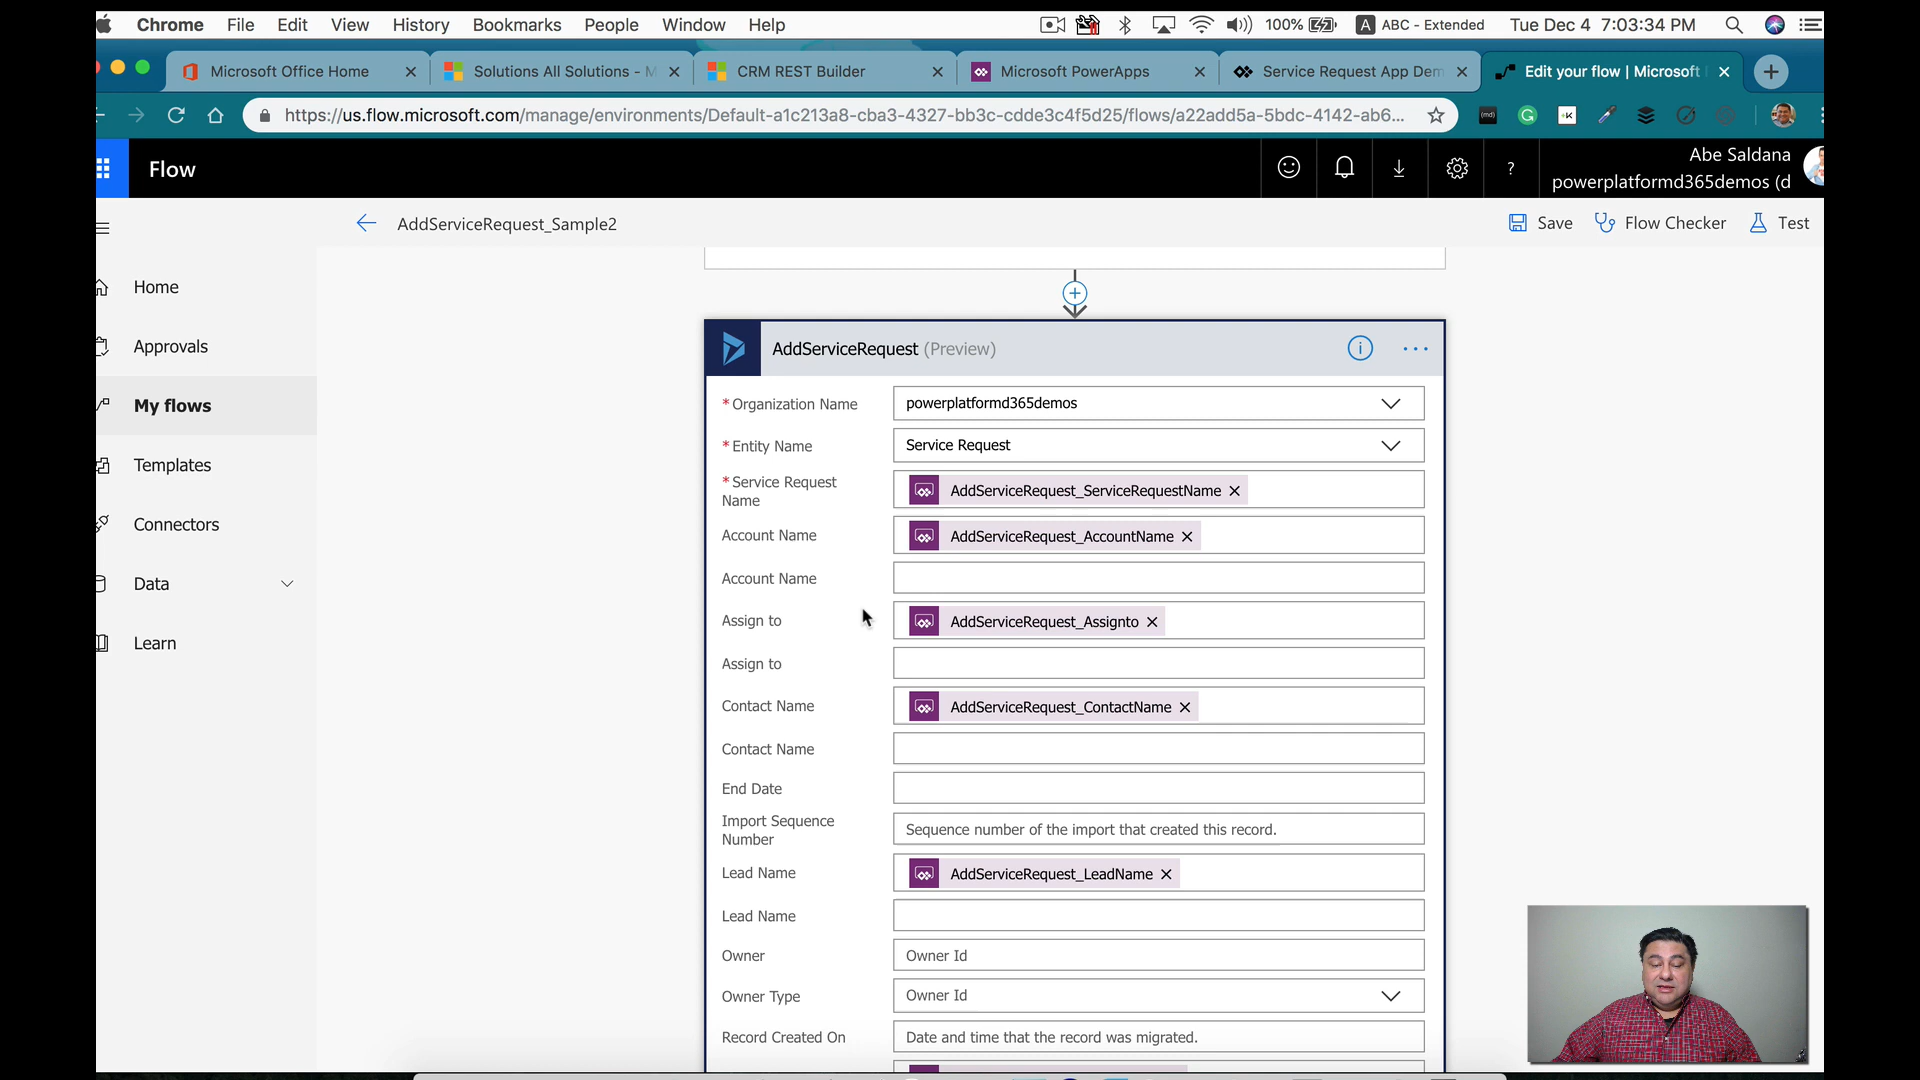 Chrome File Edit View History Bookmarks People Window Help 100% A ABC - Extended Tue Dec 4 7:03:34 PM
Microsoft Office Home Solutions All Solutions - M CRM REST Builder Microsoft PowerApps Service Request App Dem Edit your flow | Microsoft
https://us.flow.microsoft.com/manage/environments/Default-a1c213a8-cba3-4327-bb3c-cdde3c4f5d25/flows/a22add5a-5bdc-4142-ab6...
Flow
?
Abe Saldana
powerplatformd365demos (d
AddServiceRequest_Sample2
Save Flow Checker Test
Home
Approvals
My flows
Templates
Connectors
Data
Learn
AddServiceRequest (Preview)
* Organization Name powerplatformd365demos
* Entity Name Service Request
* Service Request
Name
AddServiceRequest_ServiceRequestName
Account Name AddServiceRequest_AccountName
Account Name
Assign to AddServiceRequest_Assignto
Assign to
Contact Name AddServiceRequest_ContactName
Contact Name
End Date
Import Sequence
Number
Sequence number of the import that created this record.
Lead Name AddServiceRequest_LeadName
Lead Name
Owner Owner Id
Owner Type Owner Id
Record Created On Date and time that the record was migrated.